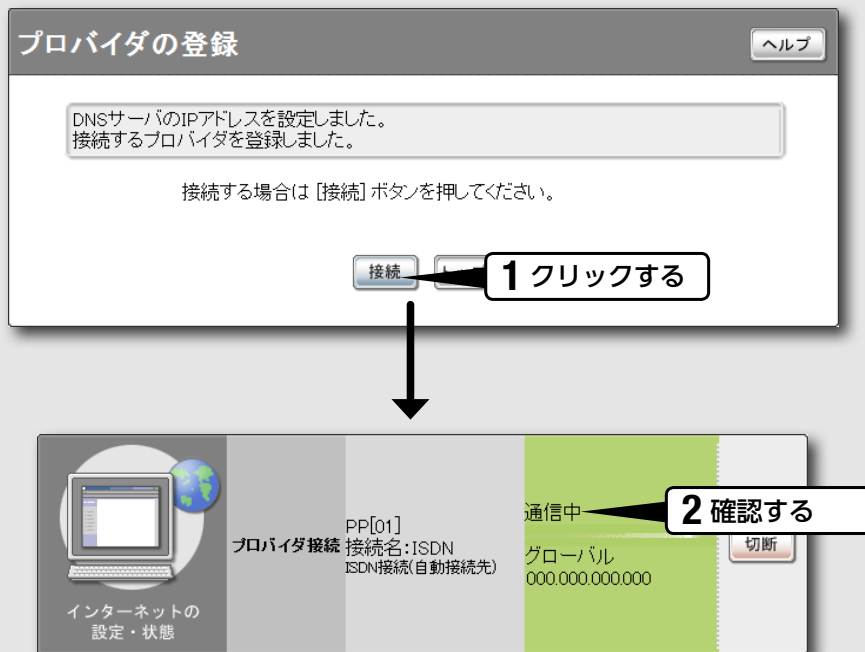 プロバイダの登録
ヘルプ
DNSサーバのIPアドレスを設定しました。
接続するプロバイダを登録しました。
接続する場合は [接続] ボタンを押してください。
接続
1 クリックする
インターネットの
設定・状態
プロバイダ接続
PP[01]
接続名:ISDN
ISDN接続(自動接続先)
通信中
グローバル
000.000.000.000
2 確認する
切断